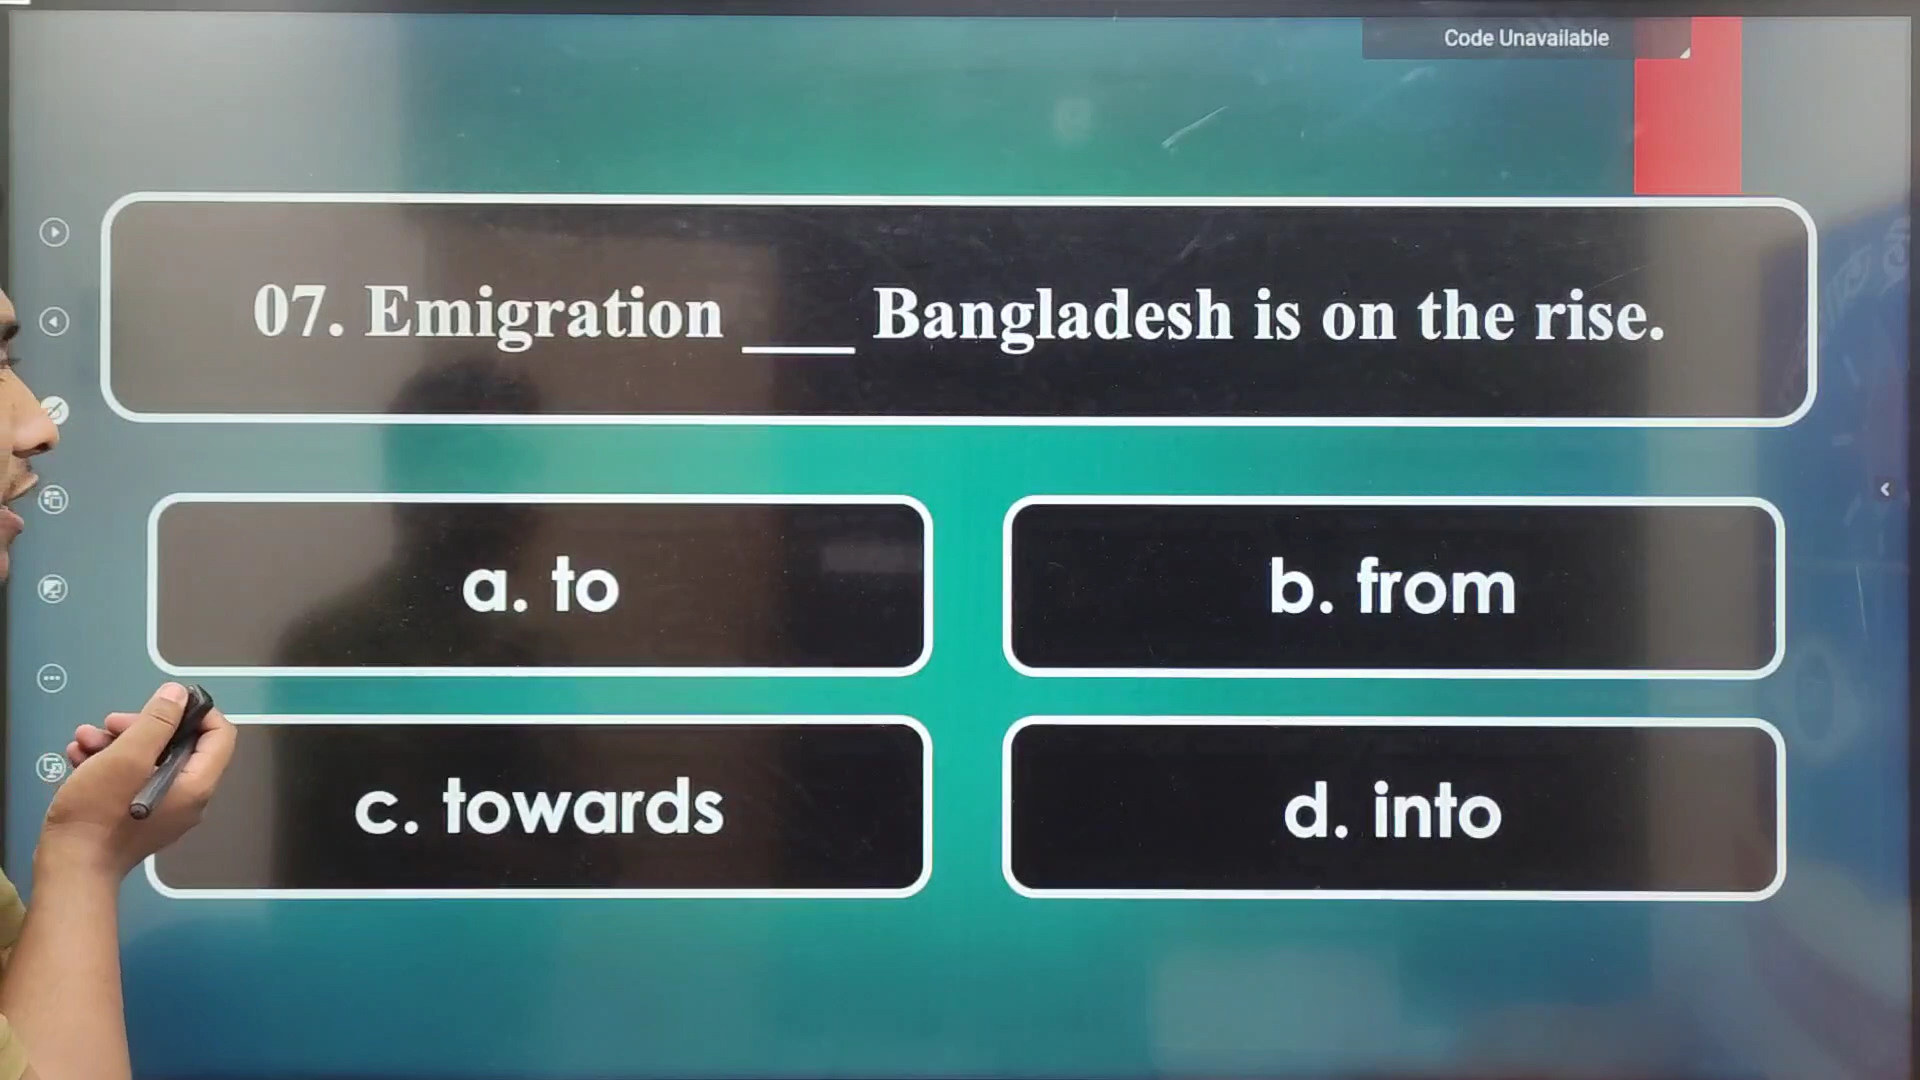 Code Unavailable
07. Emigration ___ Bangladesh is on the rise.
a. to
b. from
c. towards
d. into